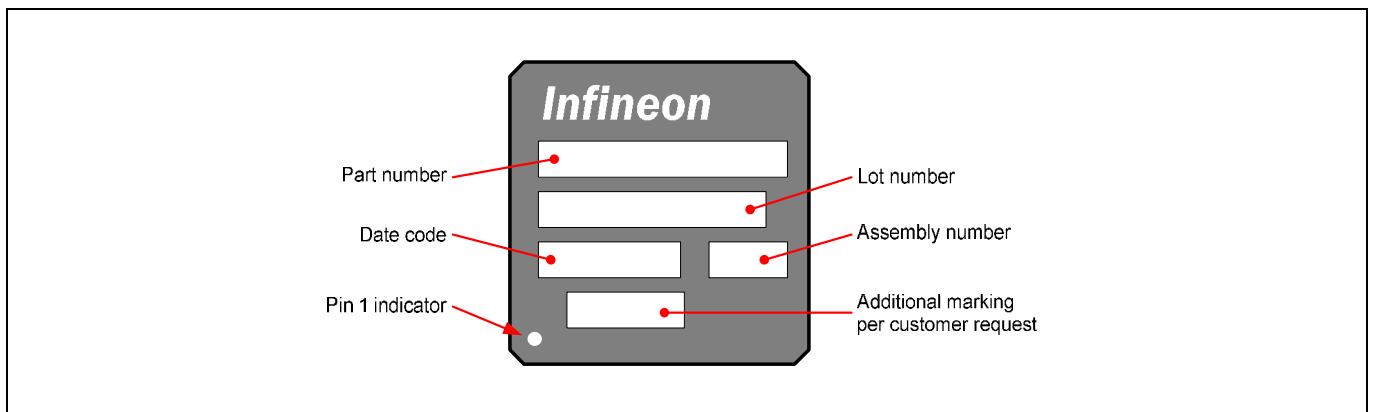 Infineon
Part number
Lot number
Date code
Assembly number
Pin 1 indicator
Additional marking
per customer request